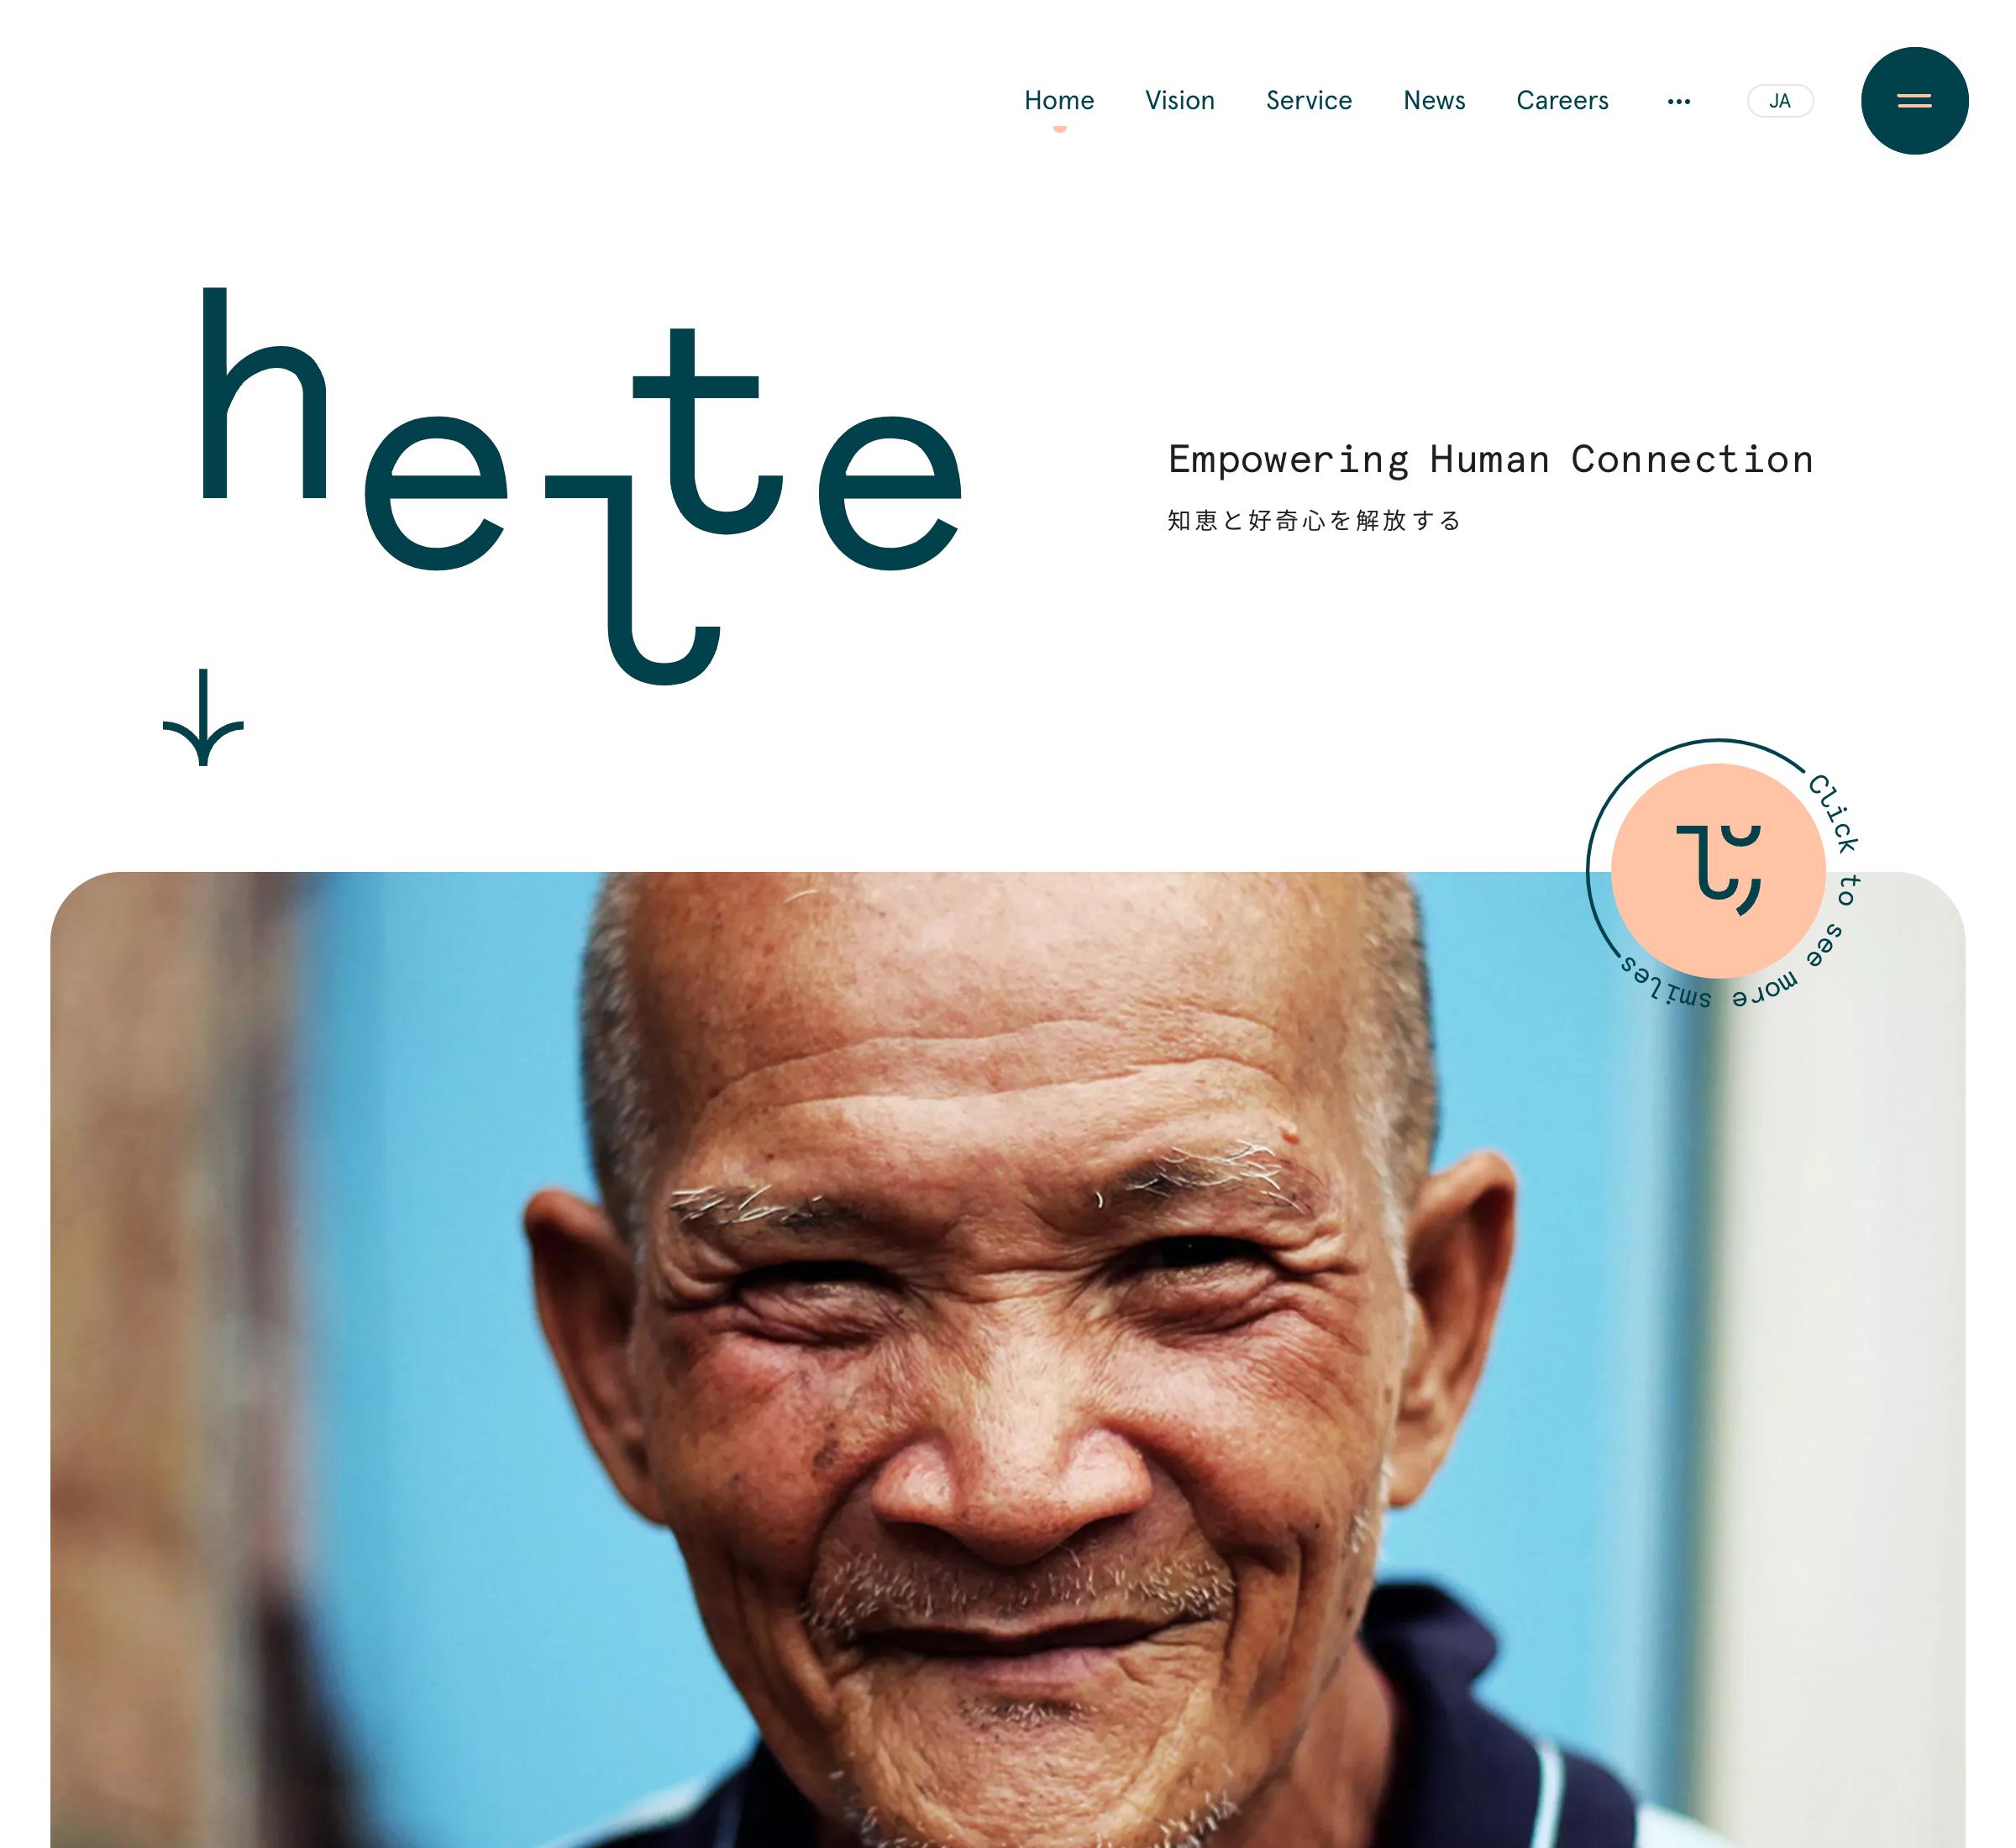 Home Vision Service News Careers ••• JA
helte
Empowering Human Connection
知恵と好奇心を解放する
Click to see more smiles